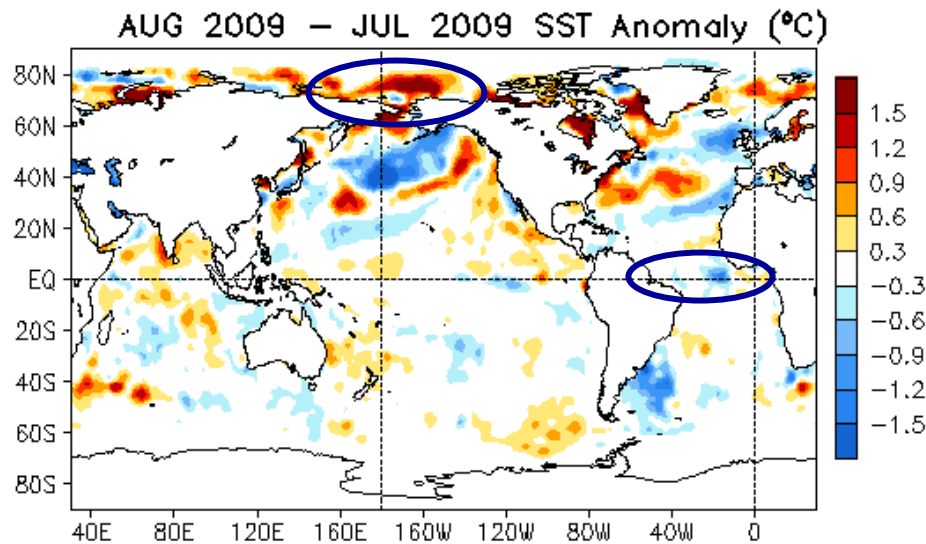 AUG 2009 – JUL 2009 SST Anomaly (°C)
80N
60N
40N
20N
EQ
20S
40S
60S
80S
40E 80E 120E 160E 160W 120W 80W 40W 0
1.5
1.2
0.9
0.6
0.3
−0.3
−0.6
−0.9
−1.2
−1.5